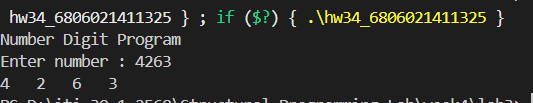 hw34_6806021411325 } ; if ($?) { .\hw34_6806021411325 }
Number Digit Program
Enter number : 4263
4   2   6   3